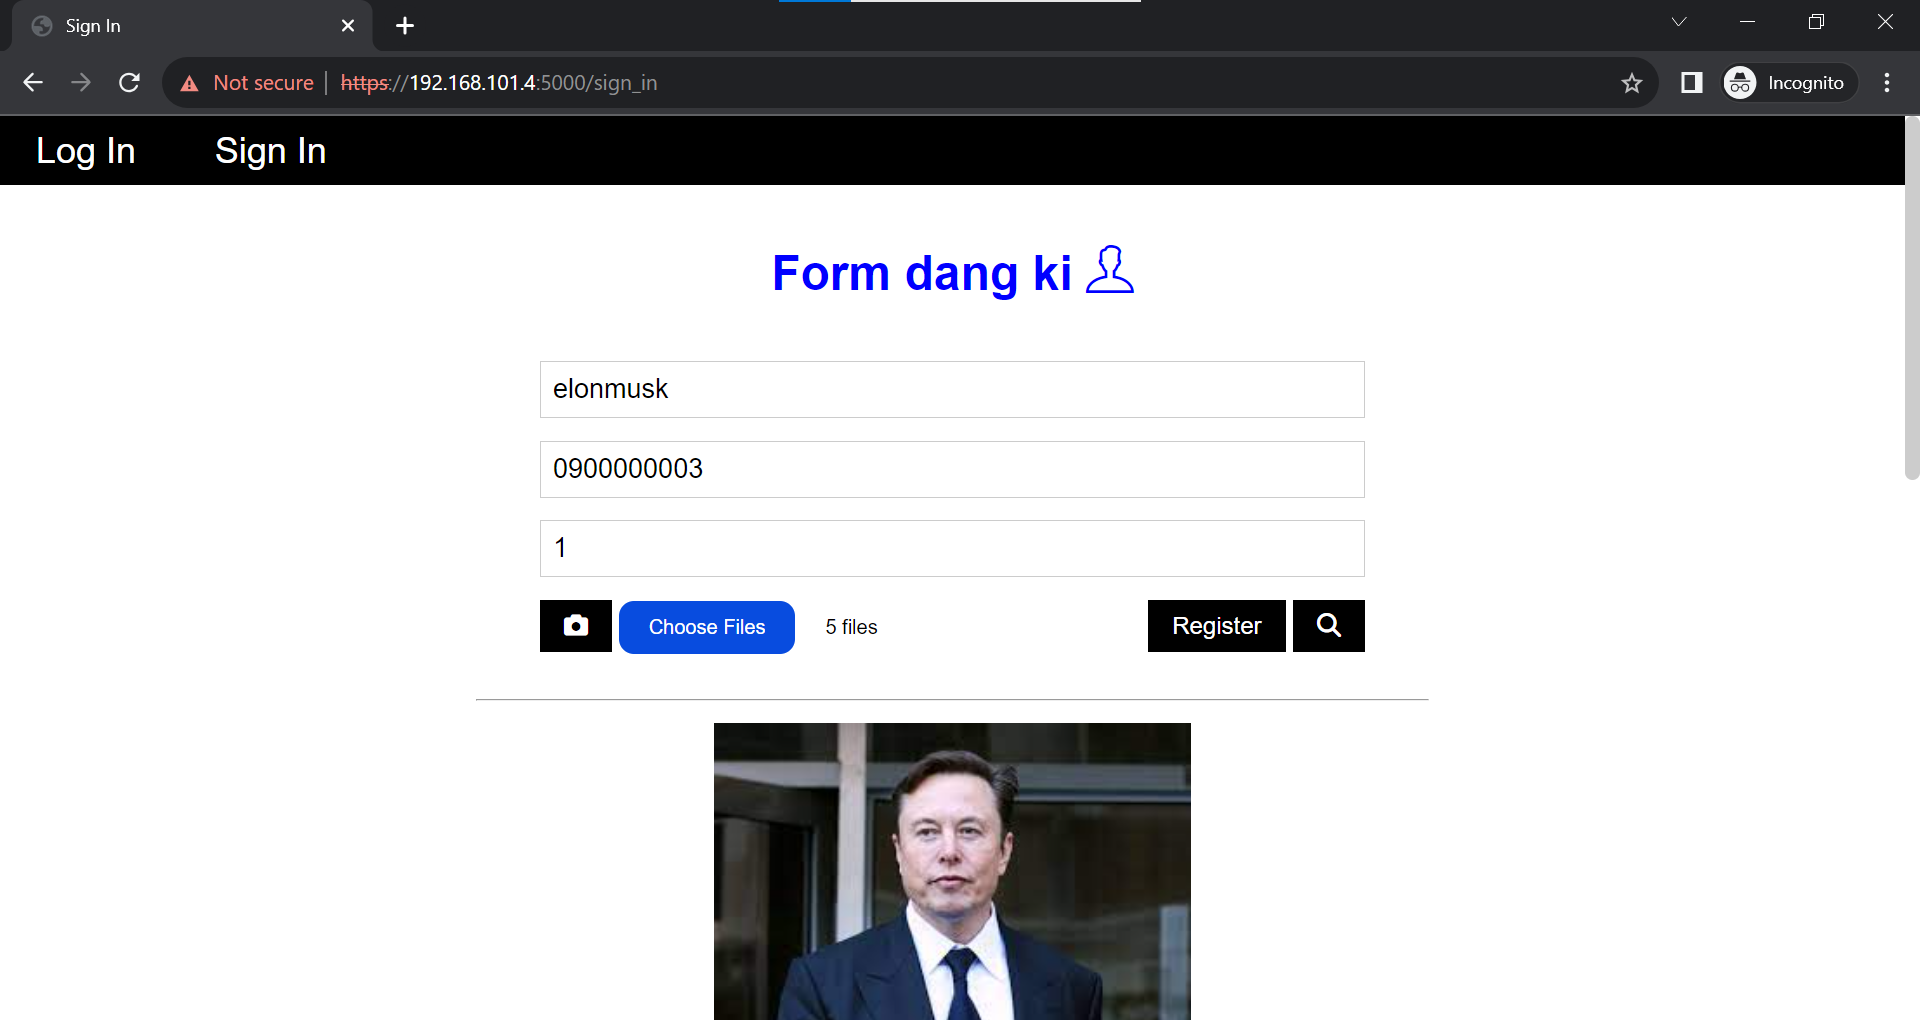 Sign In
Not secure
https://192.168.101.4:5000/sign_in
Incognito
Log In
Sign In
Form dang ki
elonmusk
0900000003
1
Choose Files
5 files
Register